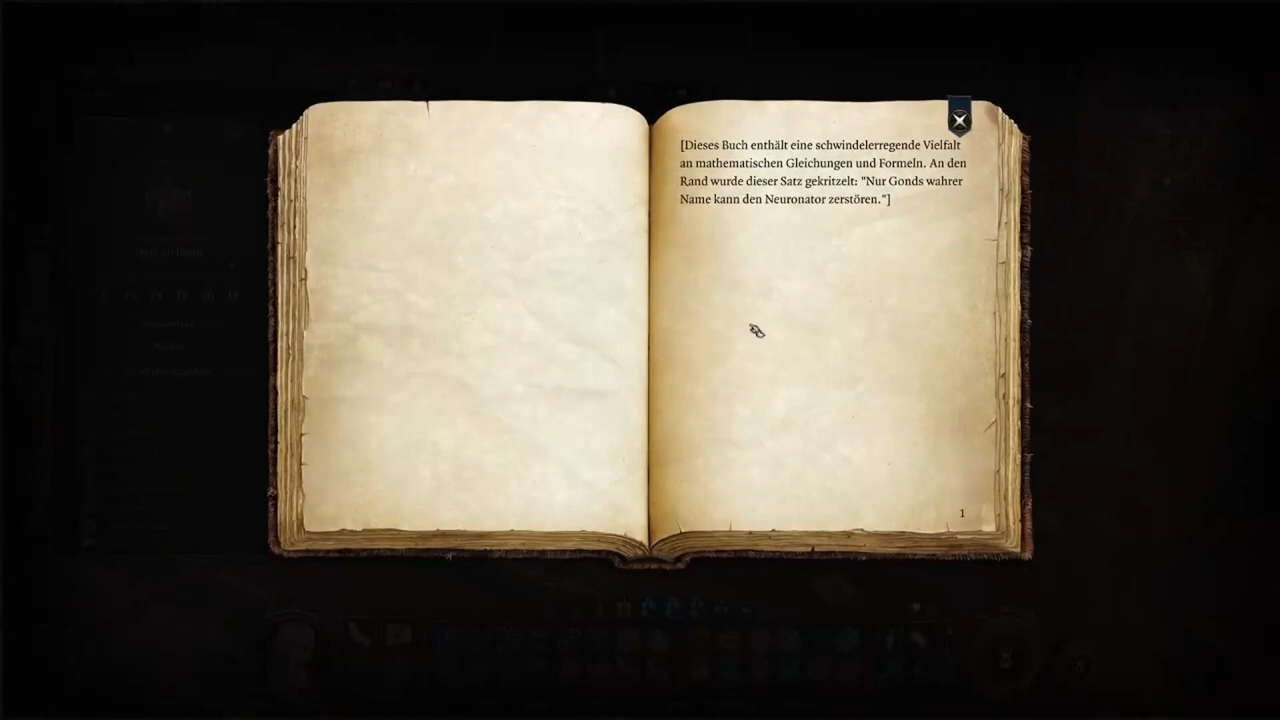 [Dieses Buch enthält eine schwindelerregende Vielfalt
an mathematischen Gleichungen und Formeln. An den
Rand wurde dieser Satz gekritzelt: "Nur Gonds wahrer
Name kann den Neuronator zerstören."]
1